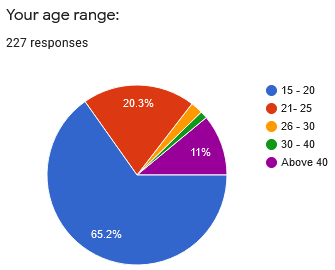 Your age range:
227 responses
15 - 20
21- 25
26 - 30
30 - 40
Above 40
20.3%
11%
65.2%